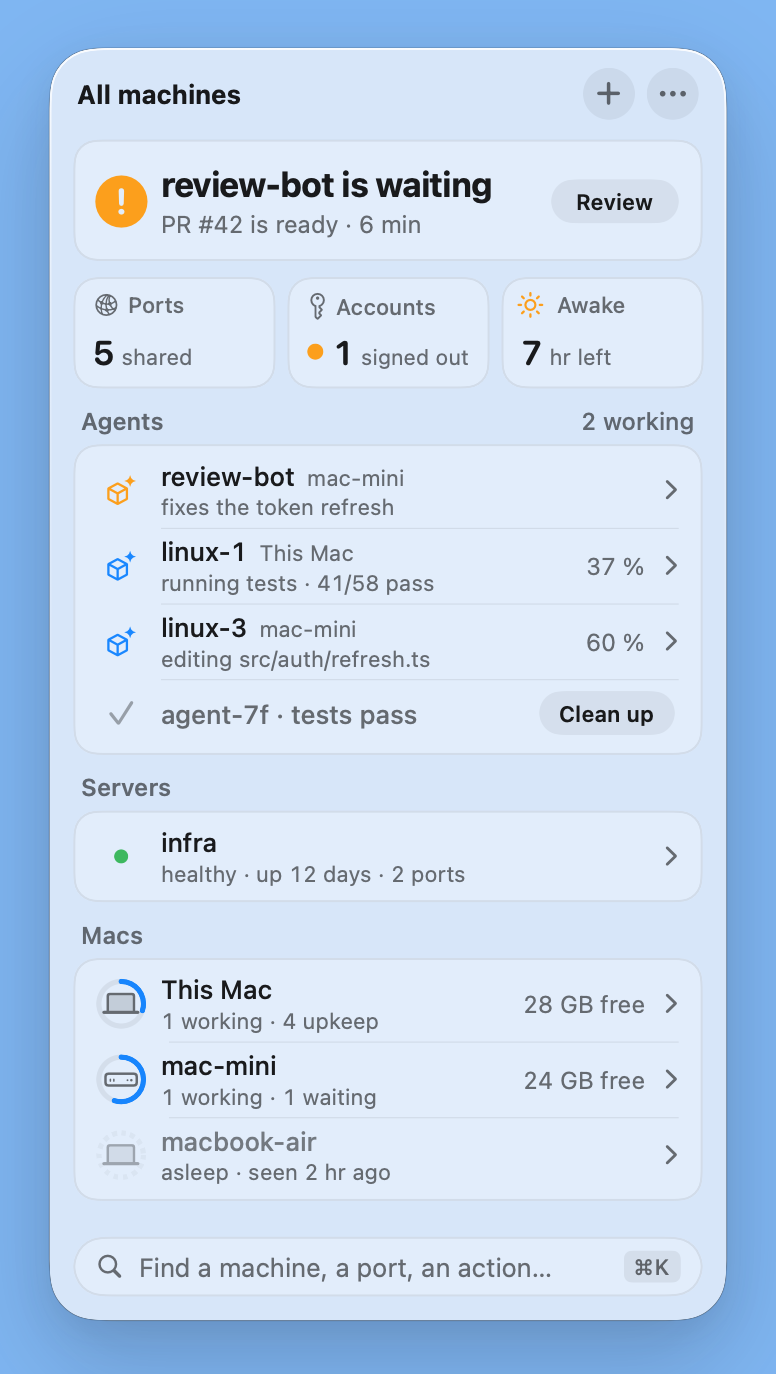 All machines
review-bot is waiting
PR #42 is ready · 6 min
Review
Ports
5 shared
Accounts
1 signed out
Awake
7 hr left
Agents
2 working
review-bot mac-mini
fixes the token refresh
linux-1 This Mac
running tests · 41/58 pass
37 %
linux-3 mac-mini
editing src/auth/refresh.ts
60 %
agent-7f · tests pass
Clean up
Servers
infra
healthy · up 12 days · 2 ports
Macs
This Mac
1 working · 4 upkeep
28 GB free
mac-mini
1 working · 1 waiting
24 GB free
macbook-air
asleep · seen 2 hr ago
Find a machine, a port, an action...
⌘K